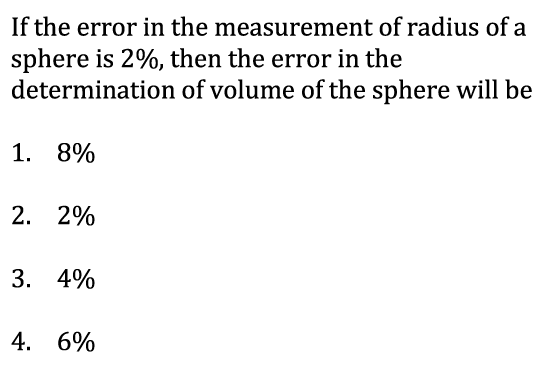 If the error in the measurement of radius of a
sphere is 2%, then the error in the
determination of volume of the sphere will be
1. 8%
2. 2%
3. 4%
4. 6%